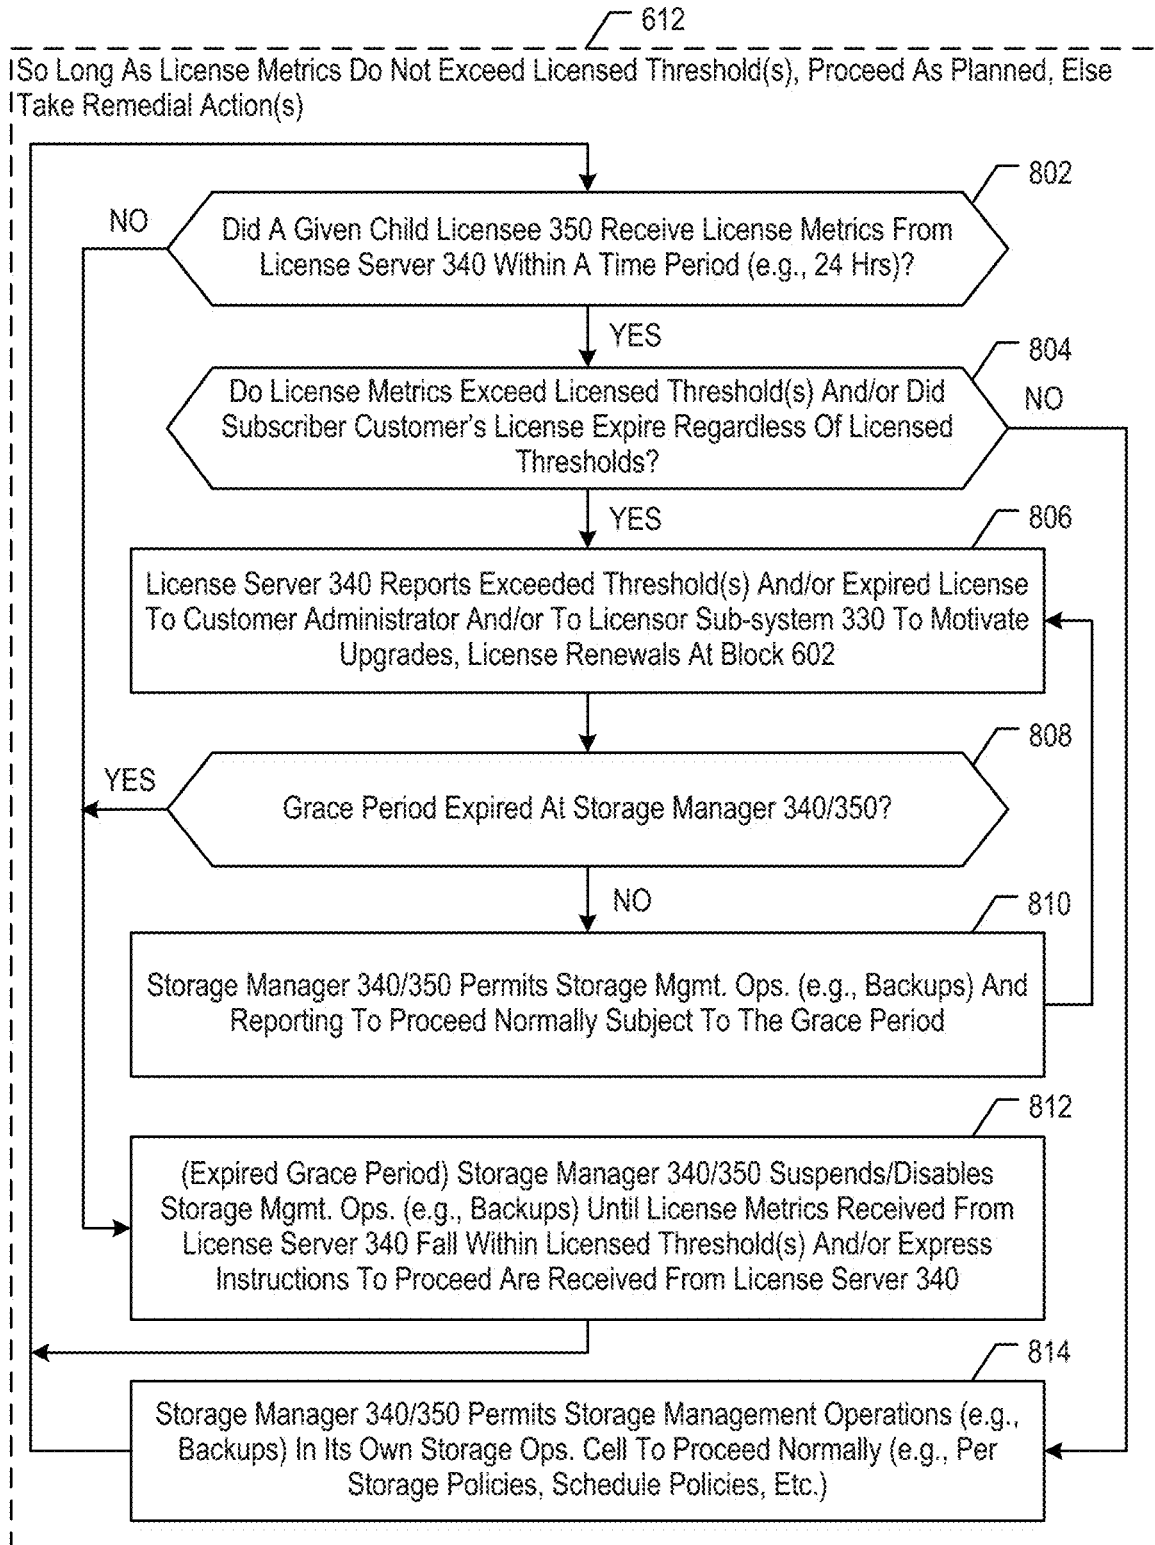 612
So Long As License Metrics Do Not Exceed Licensed Threshold(s), Proceed As Planned, Else
Take Remedial Action(s)
802
NO
Did A Given Child Licensee 350 Receive License Metrics From
License Server 340 Within A Time Period (e.g., 24 Hrs)?
YES
804
Do License Metrics Exceed Licensed Threshold(s) And/or Did
Subscriber Customer's License Expire Regardless Of Licensed
Thresholds?
NO
YES
806
License Server 340 Reports Exceeded Threshold(s) And/or Expired License
To Customer Administrator And/or To Licensor Sub-system 330 To Motivate
Upgrades, License Renewals At Block 602
808
YES
Grace Period Expired At Storage Manager 340/350?
NO
810
Storage Manager 340/350 Permits Storage Mgmt. Ops. (e.g., Backups) And
Reporting To Proceed Normally Subject To The Grace Period
812
(Expired Grace Period) Storage Manager 340/350 Suspends/Disables
Storage Mgmt. Ops. (e.g., Backups) Until License Metrics Received From
License Server 340 Fall Within Licensed Threshold(s) And/or Express
Instructions To Proceed Are Received From License Server 340
814
Storage Manager 340/350 Permits Storage Management Operations (e.g.,
Backups) In Its Own Storage Ops. Cell To Proceed Normally (e.g., Per
Storage Policies, Schedule Policies, Etc.)